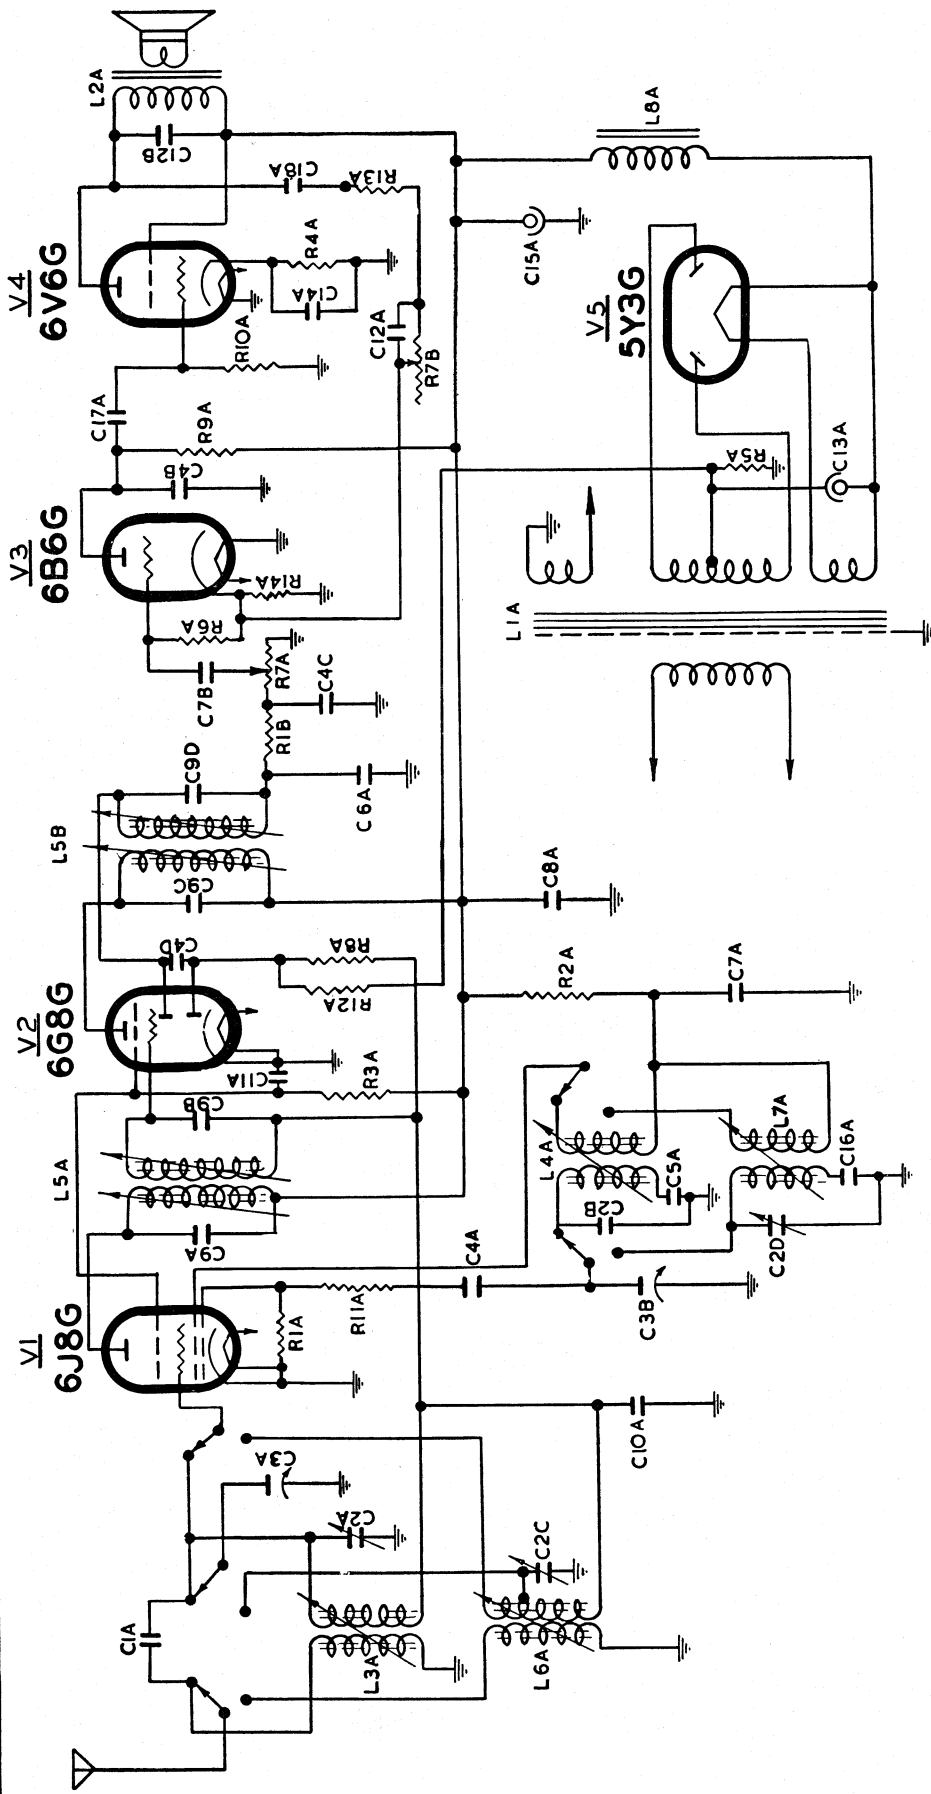 V1
6J8G
V2
6G8G
V3
6B6G
V4
6V6G
L2A
C12B
C18A
R13A
R4A
C14A
R10A
C12A
R7B
C17A
R9A
C4B
R14A
R6A
C7B
R7A
R1B
C4C
C9D
C6A
L5B
C9C
C4D
R8A
R12A
C11A
R3A
C9B
L5A
C9A
R1A
R11A
C4A
C3B
C3A
C2A
C1A
L3A
L6A
C2C
C10A
L4A
C2B
C5A
C2D
L7A
C16A
R2A
C7A
C8A
L1A
V5
5Y3G
R5A
C13A
C15A
L8A